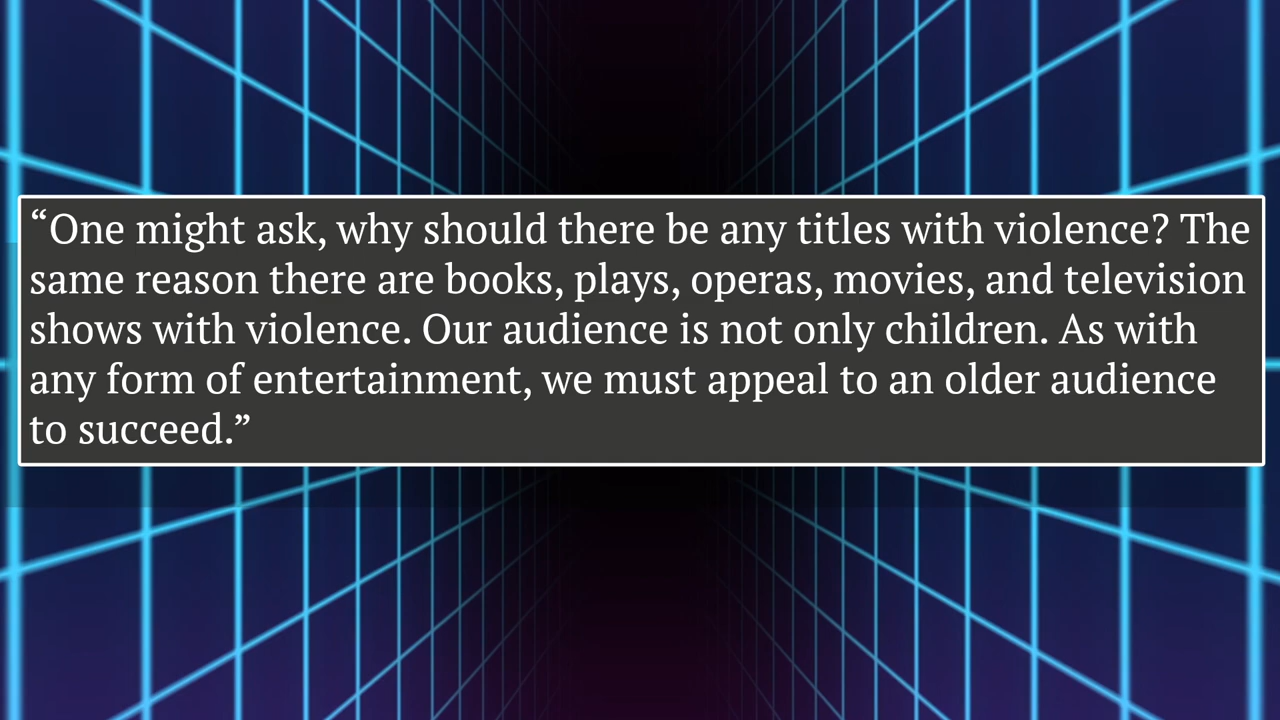 “One might ask, why should there be any titles with violence? The
same reason there are books, plays, operas, movies, and television
shows with violence. Our audience is not only children. As with
any form of entertainment, we must appeal to an older audience
to succeed.”